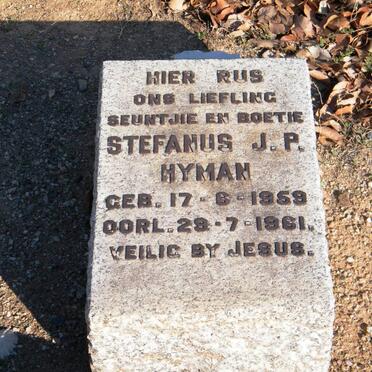 HIER RUS
ONS LIEFLING
SEUNTJIE EN BOETIE
STEFANUS J. P.
HYMAN
GEB. 17-6-1959
OORL. 29-7-1961.
VEILIG BY JESUS.